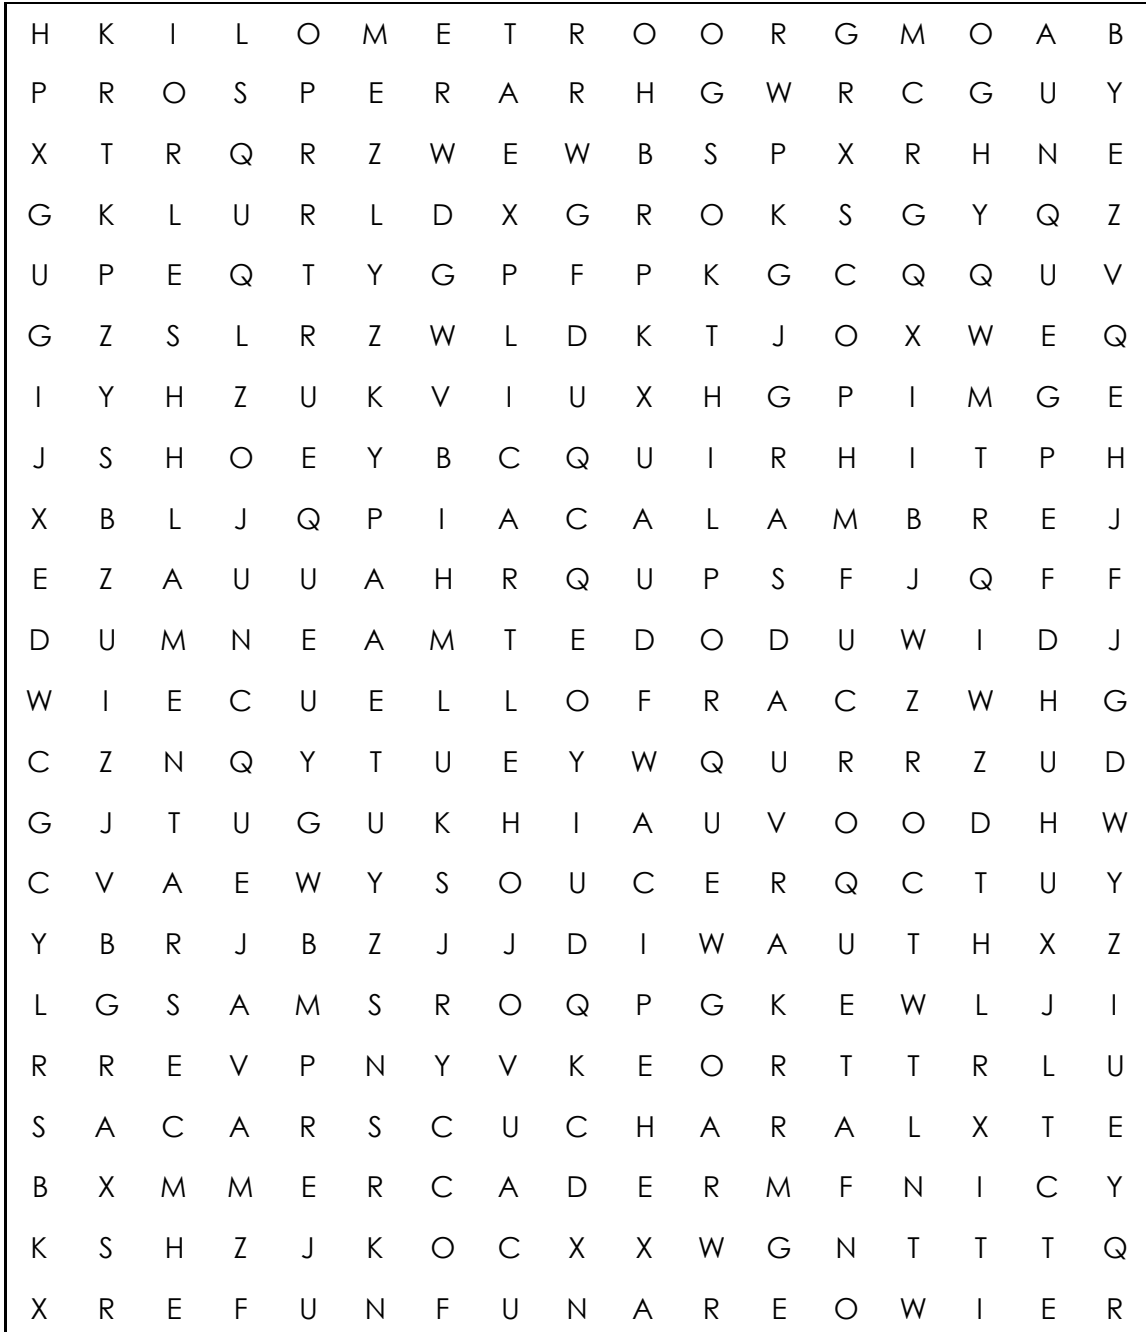 H K I L O M E T R O O R G M O A B
P R O S P E R A R H G W R C G U Y
X T R Q R Z W E W B S P X R H N E
G K L U R L D X G R O K S G Y Q Z
U P E Q T Y G P F P K G C Q Q U V
G Z S L R Z W L D K T J O X W E Q
I Y H Z U K V I U X H G P I M G E
J S H O E Y B C Q U I R H I T P H
X B L J Q P I A C A L A M B R E J
E Z A U U A H R Q U P S F J Q F F
D U M N E A M T E D O D U W I D J
W I E C U E L L O F R A C Z W H G
C Z N Q Y T U E Y W Q U R R Z U D
G J T U G U K H I A U V O O D H W
C V A E W Y S O U C E R Q C T U Y
Y B R J B Z J J D I W A U T H X Z
L G S A M S R O Q P G K E W L J I
R R E V P N Y V K E O R T T R L U
S A C A R S C U C H A R A L X T E
B X M M E R C A D E R M F N I C Y
K S H Z J K O C X X W G N T T T Q
X R E F U N F U N A R E O W I E R